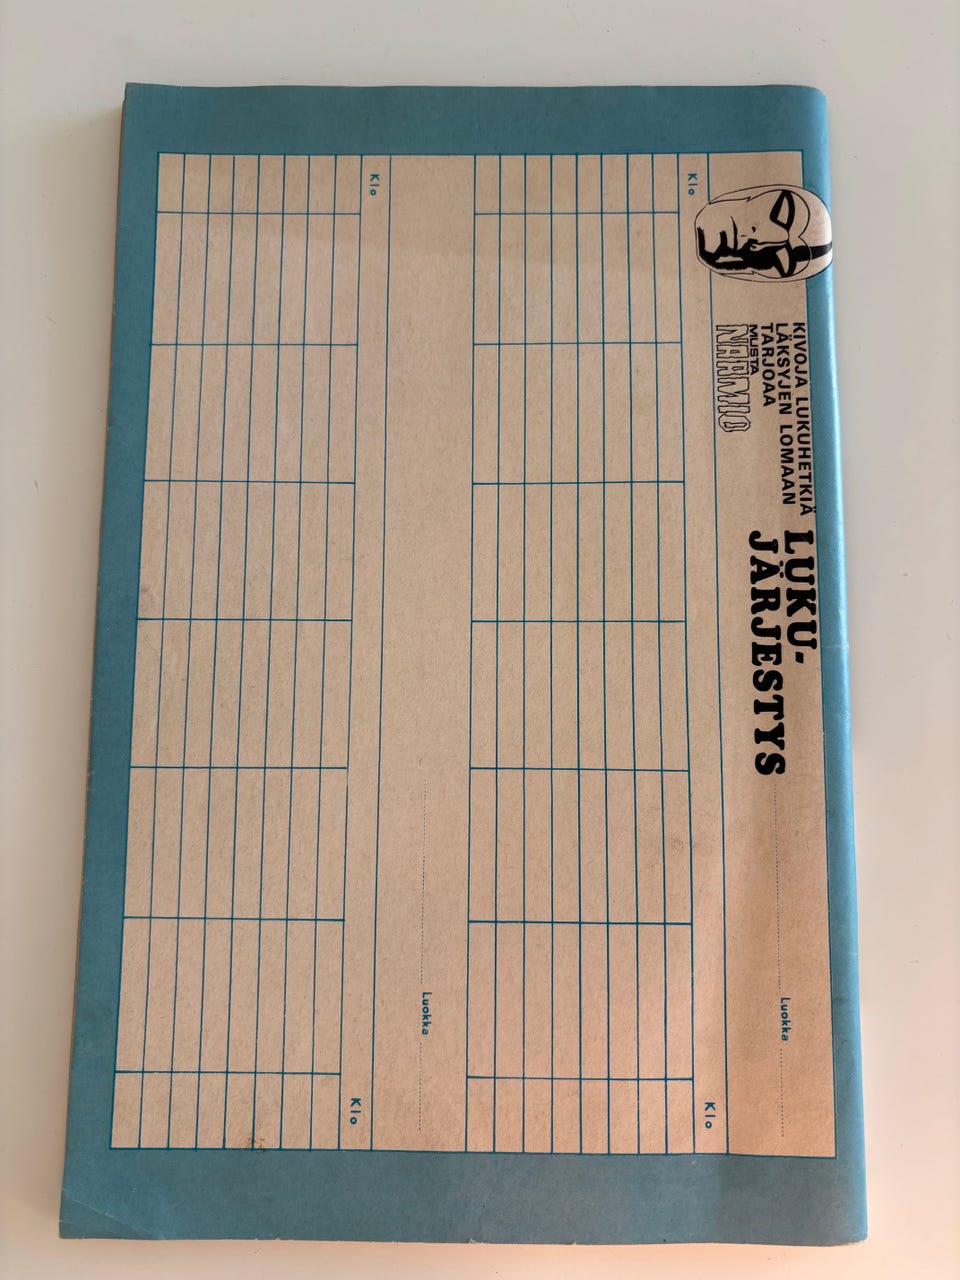 KIVOJA LUKUHETKIÄ
LÄKSYJEN LOMAAN
TARJOAA
MUSTA
NAAMIO
LUKU-
JÄRJESTYS
Luokka
Klo
Klo
Luokka
Klo
Klo